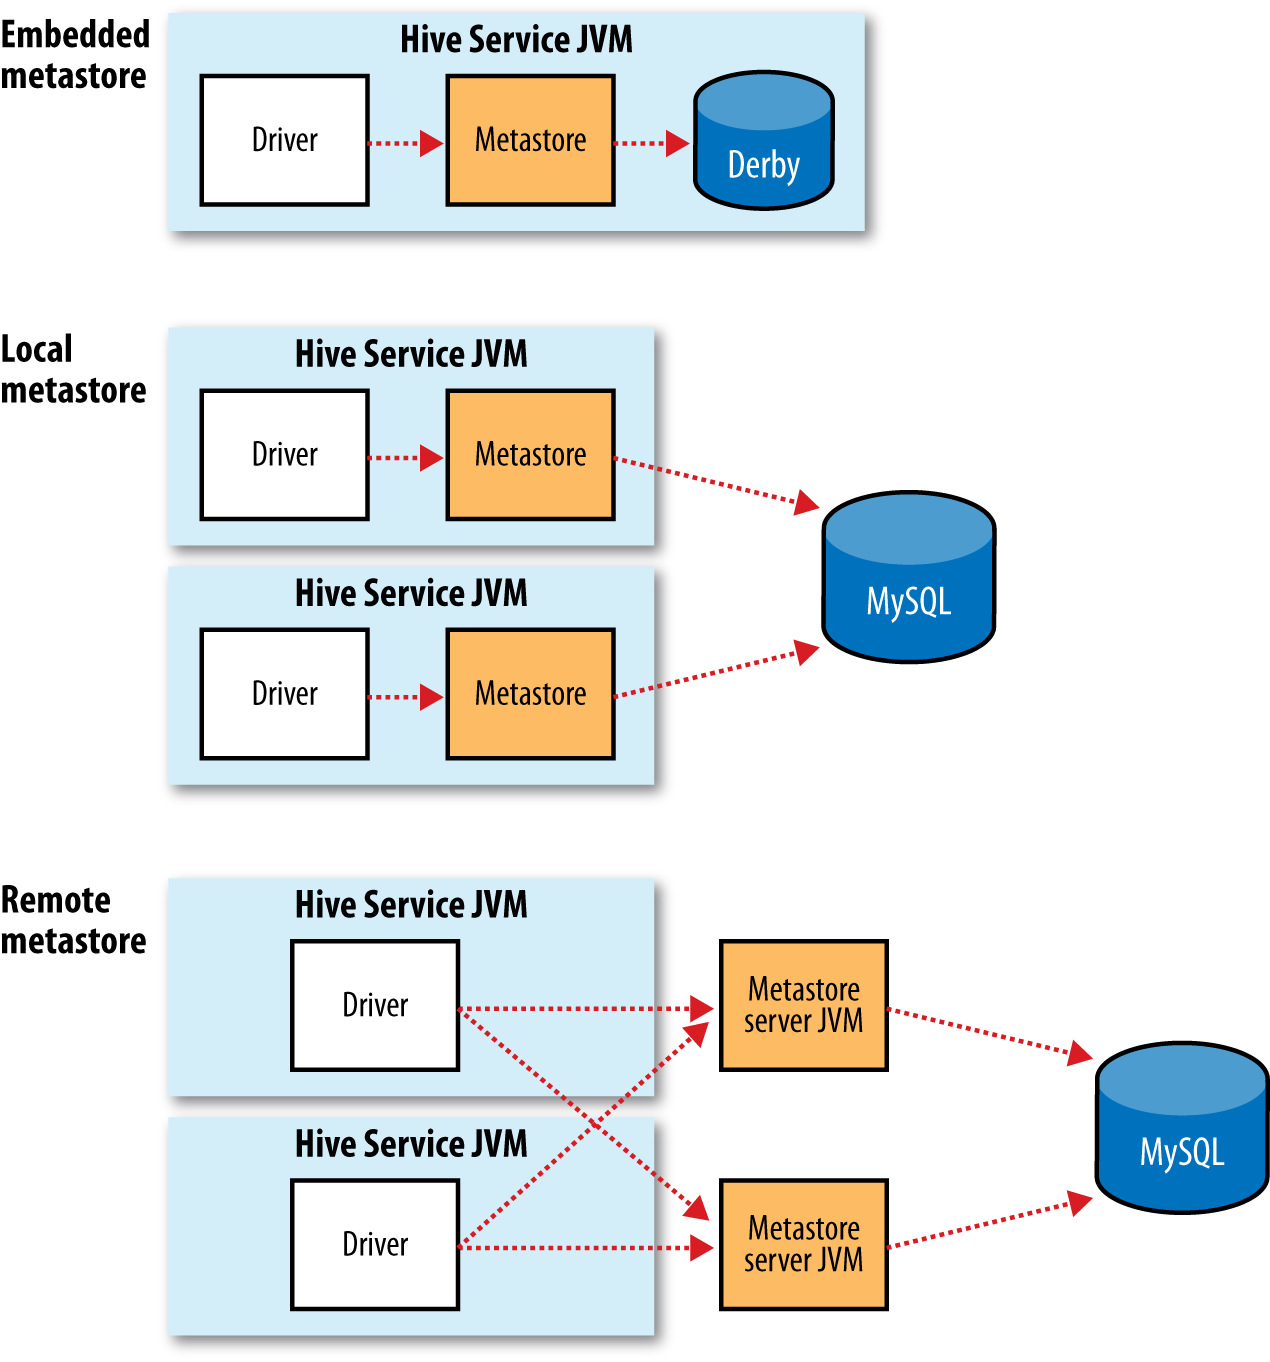 Embedded
metastore
Hive Service JVM
Driver
Metastore
Derby
Local
metastore
Hive Service JVM
Driver
Metastore
Hive Service JVM
Driver
Metastore
MySQL
Remote
metastore
Hive Service JVM
Driver
Metastore
server JVM
Hive Service JVM
Driver
Metastore
server JVM
MySQL